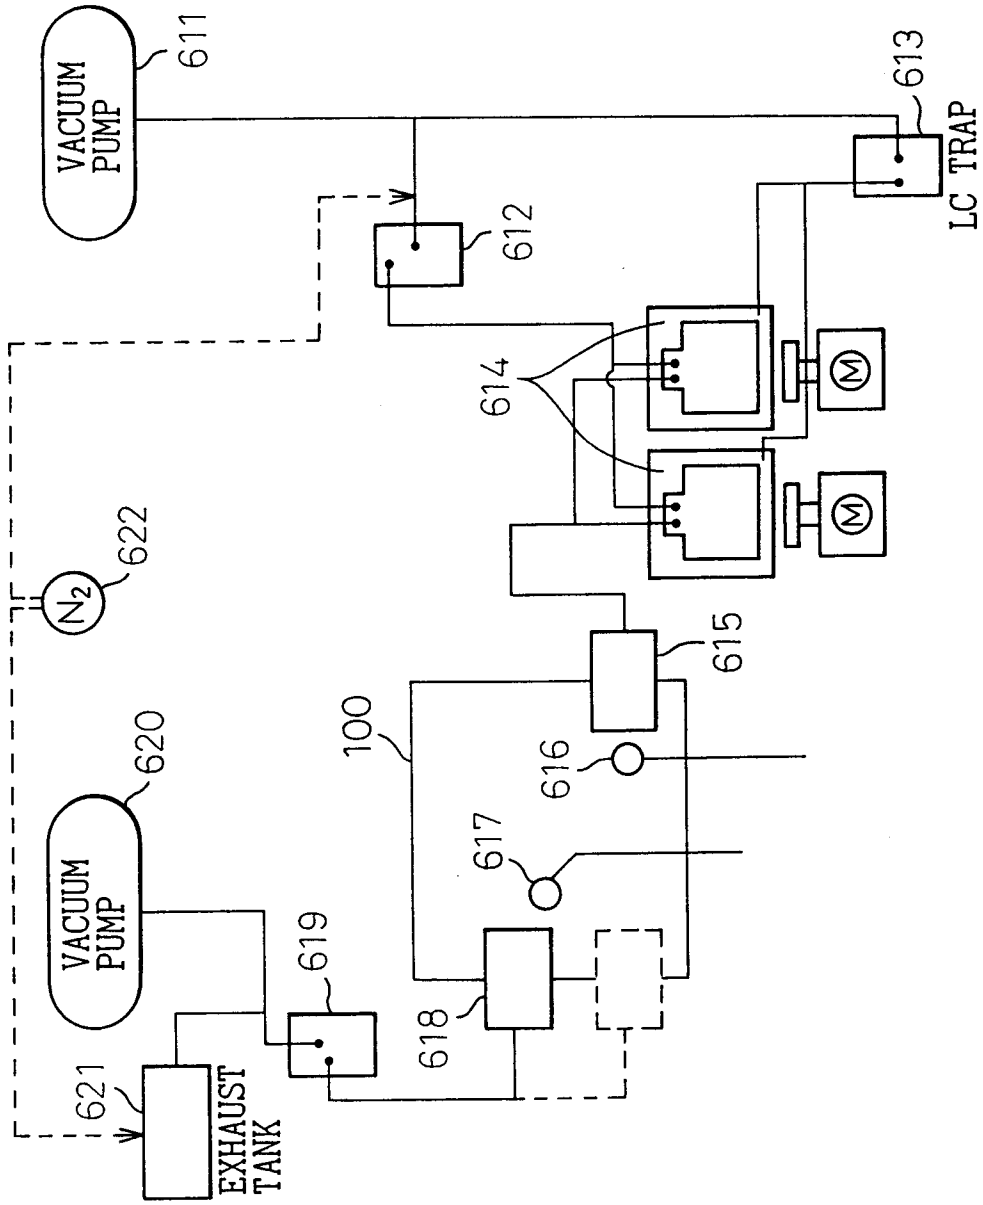 VACUUM
PUMP
611
613
LC TRAP
612
614
M
M
N2
622
615
100
616
617
VACUUM
PUMP
620
619
618
621
EXHAUST
TANK